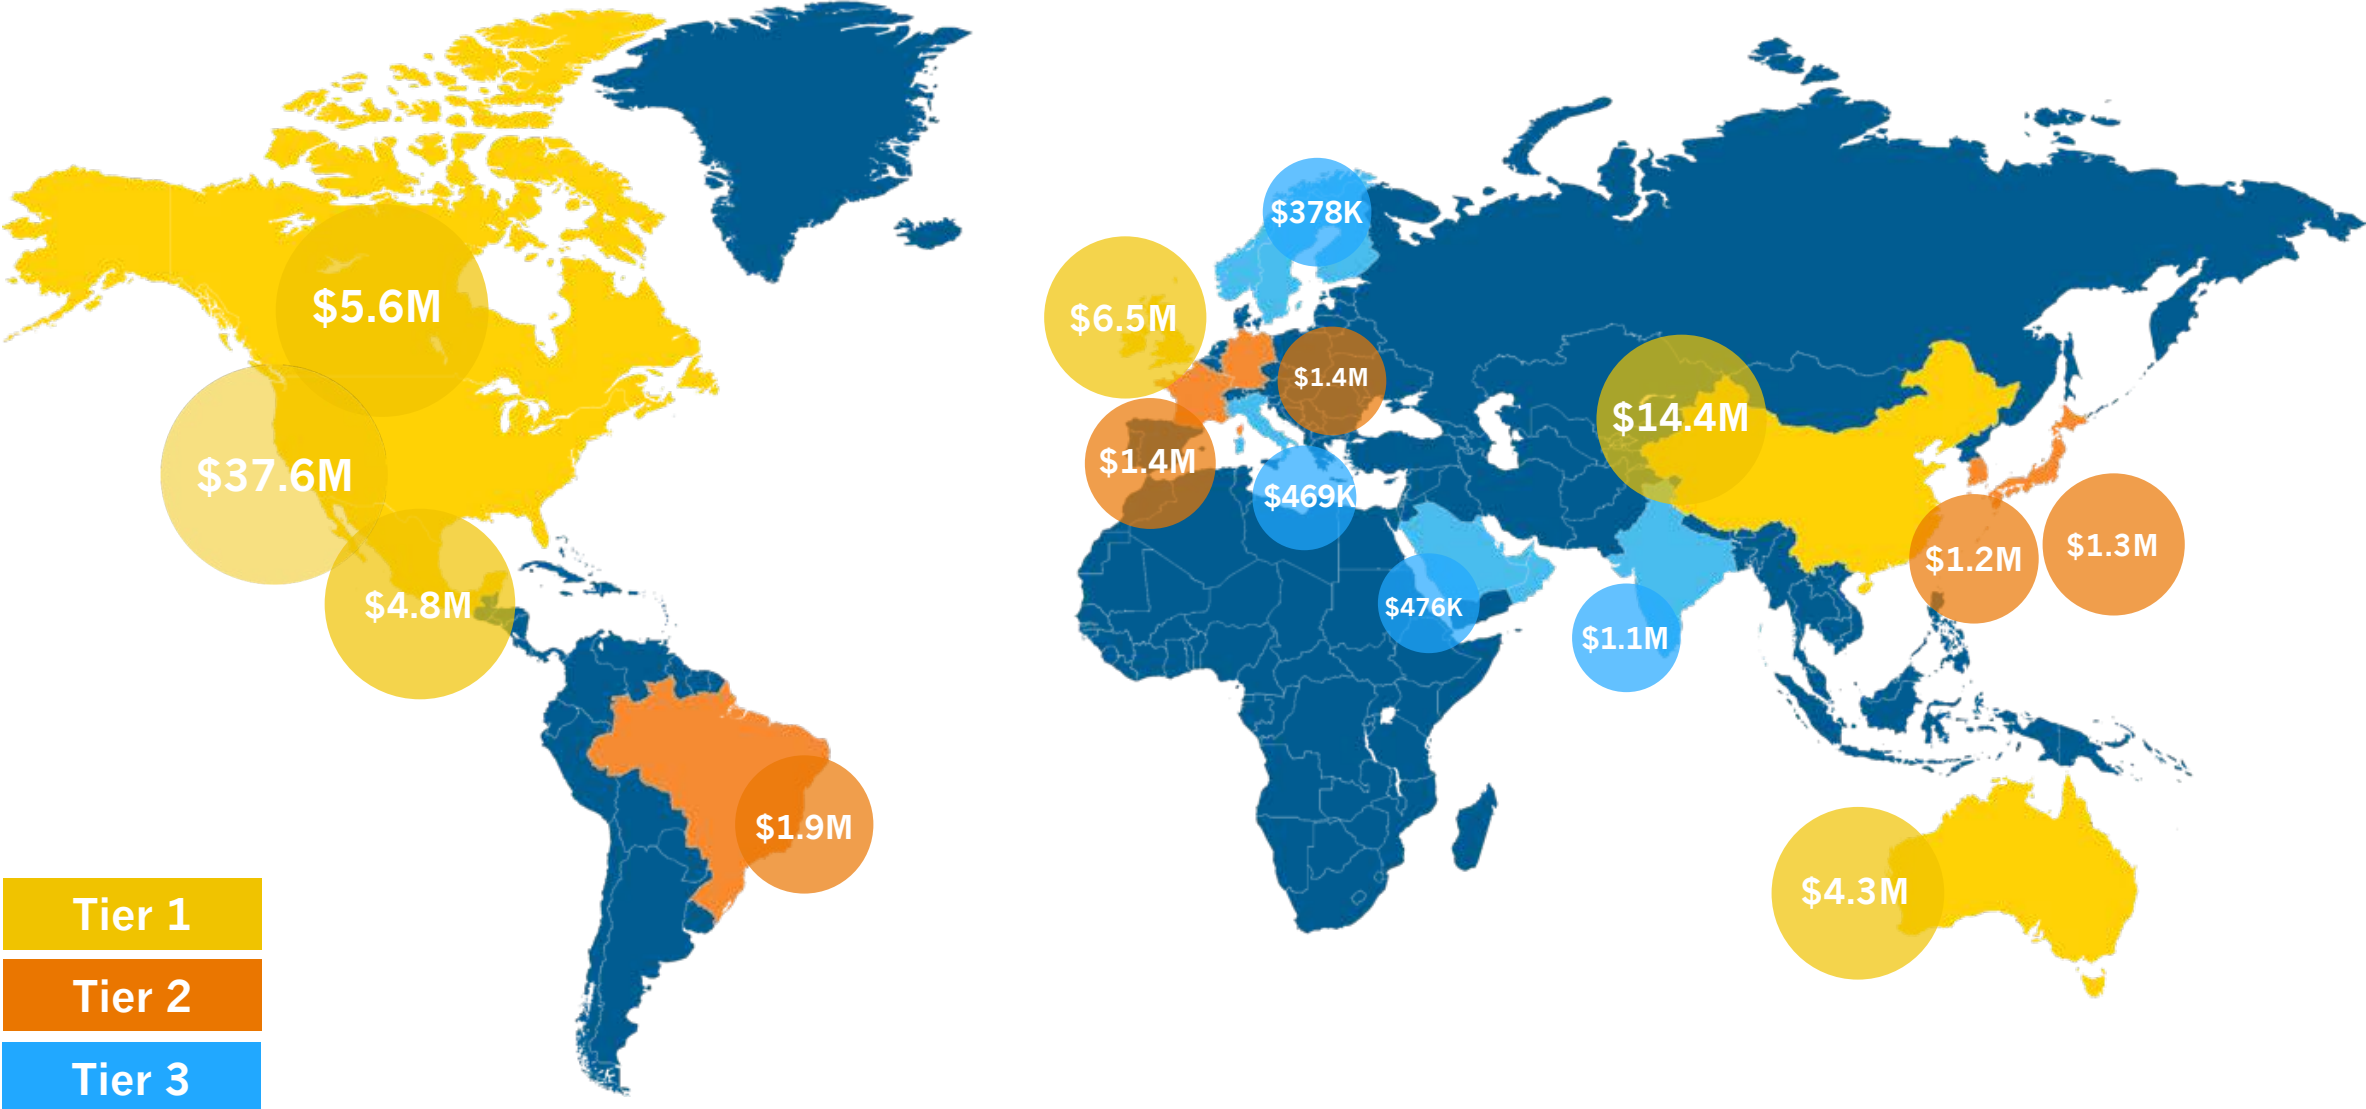 $378K
$5.6M
$6.5M
$1.4M
$14.4M
$37.6M
$1.4M
$469K
$1.2M
$1.3M
$4.8M
$476K
$1.1M
$1.9M
$4.3M
Tier 1
Tier 2
Tier 3